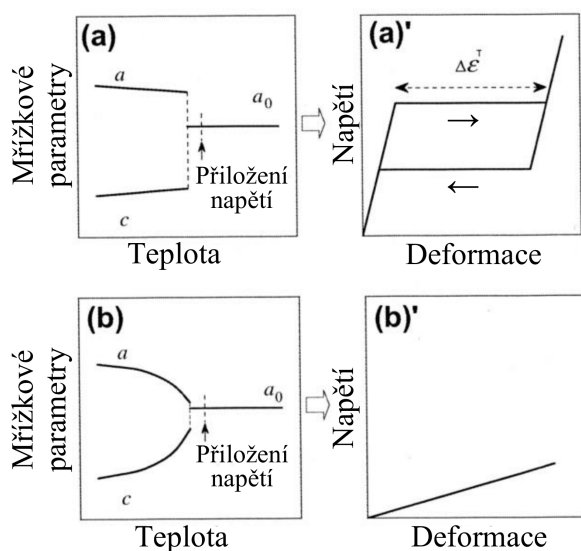 (a)
a
a₀
Mřížkové
parametry
Přiložení
napětí
c
Teplota
(a)'
Δε^τ
Napětí
→
←
Deformace
(b)
a
a₀
Mřížkové
parametry
Přiložení
napětí
c
Teplota
(b)'
Napětí
Deformace